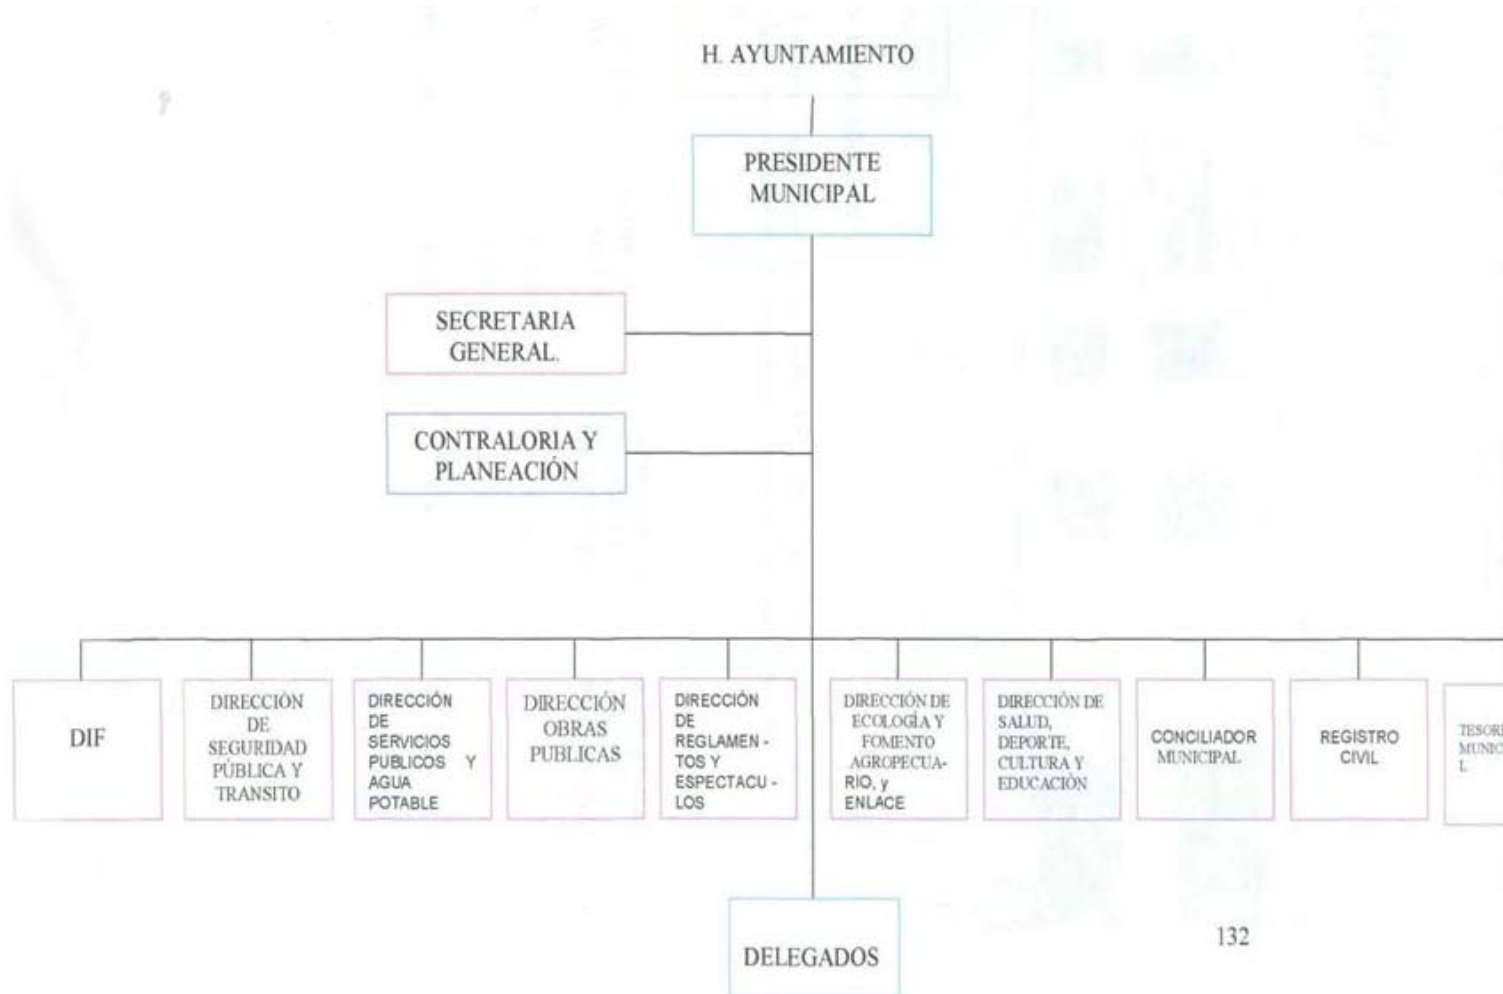 H. AYUNTAMIENTO
PRESIDENTE
MUNICIPAL
SECRETARIA
GENERAL.
CONTRALORIA Y
PLANEACIÓN
DIF
DIRECCIÓN
DE
SEGURIDAD
PÚBLICA Y
TRANSITO
DIRECCIÓN
DE
SERVICIOS
PUBLICOS Y
AGUA
POTABLE
DIRECCIÓN
OBRAS
PUBLICAS
DIRECCIÓN
DE
REGLAMEN -
TOS Y
ESPECTACU -
LOS
DIRECCIÓN DE
ECOLOGÍA Y
FOMENTO
AGROPECUA-
RIO, y
ENLACE
DIRECCIÓN DE
SALUD,
DEPORTE,
CULTURA Y
EDUCACIÓN
CONCILIADOR
MUNICIPAL
REGISTRO
CIVIL
L
DELEGADOS
132